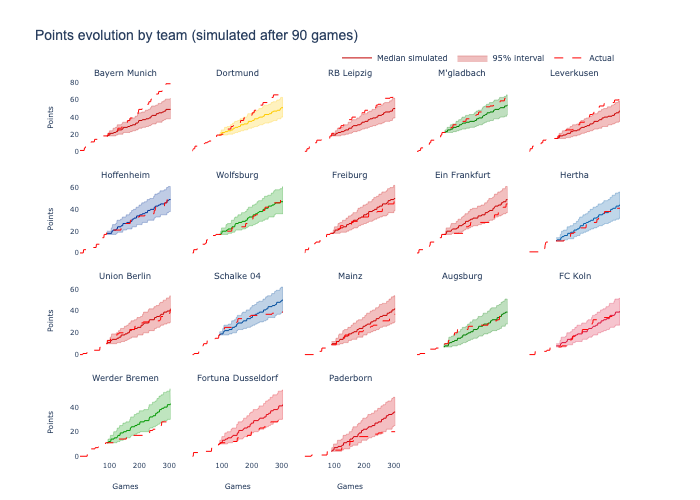 Points evolution by team (simulated after 90 games)
Median simulated 95% interval Actual
Bayern Munich Dortmund RB Leipzig M'gladbach Leverkusen
80
60
40
20
0
Points
Hoffenheim Wolfsburg Freiburg Ein Frankfurt Hertha
60
40
20
0
Points
Union Berlin Schalke 04 Mainz Augsburg FC Koln
60
40
20
0
Points
Werder Bremen Fortuna Dusseldorf Paderborn
40
20
0
Points
100 200 300 100 200 300 100 200 300
Games Games Games